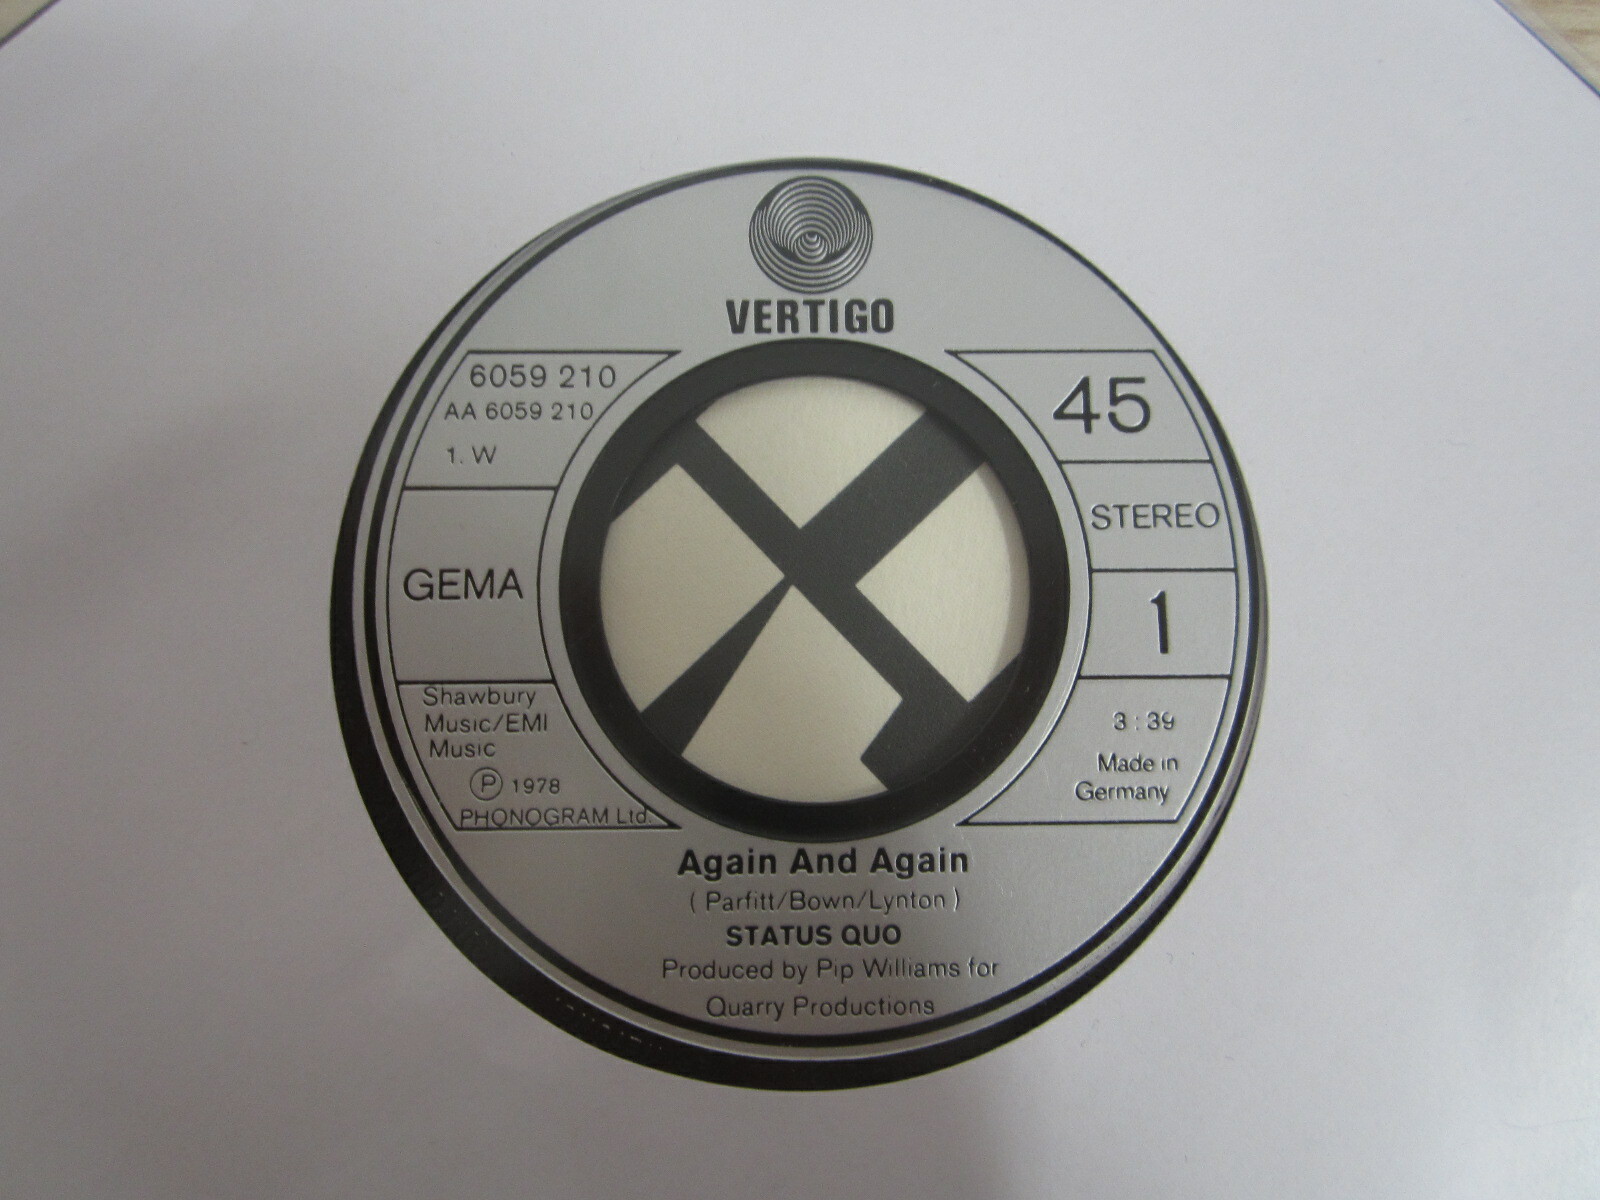 VERTIGO
6059 210
AA 6059 210
1. W
GEMA
Shawbury
Music/EMI
Music
Ⓟ 1978
PHONOGRAM Ltd.
45
STEREO
1
3 : 39
Made in
Germany
Again And Again
( Parfitt/Bown/Lynton )
STATUS QUO
Produced by Pip Williams for
Quarry Productions